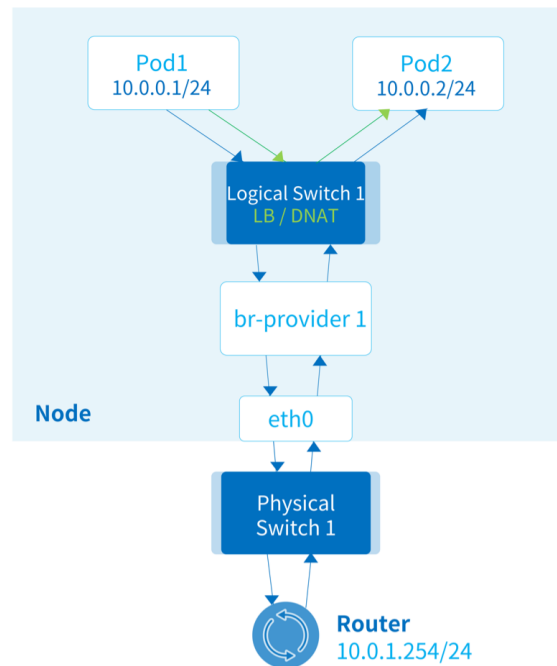 Pod1
10.0.0.1/24
Pod2
10.0.0.2/24
Logical Switch 1
LB / DNAT
br-provider 1
Node
eth0
Physical
Switch 1
Router
10.0.1.254/24